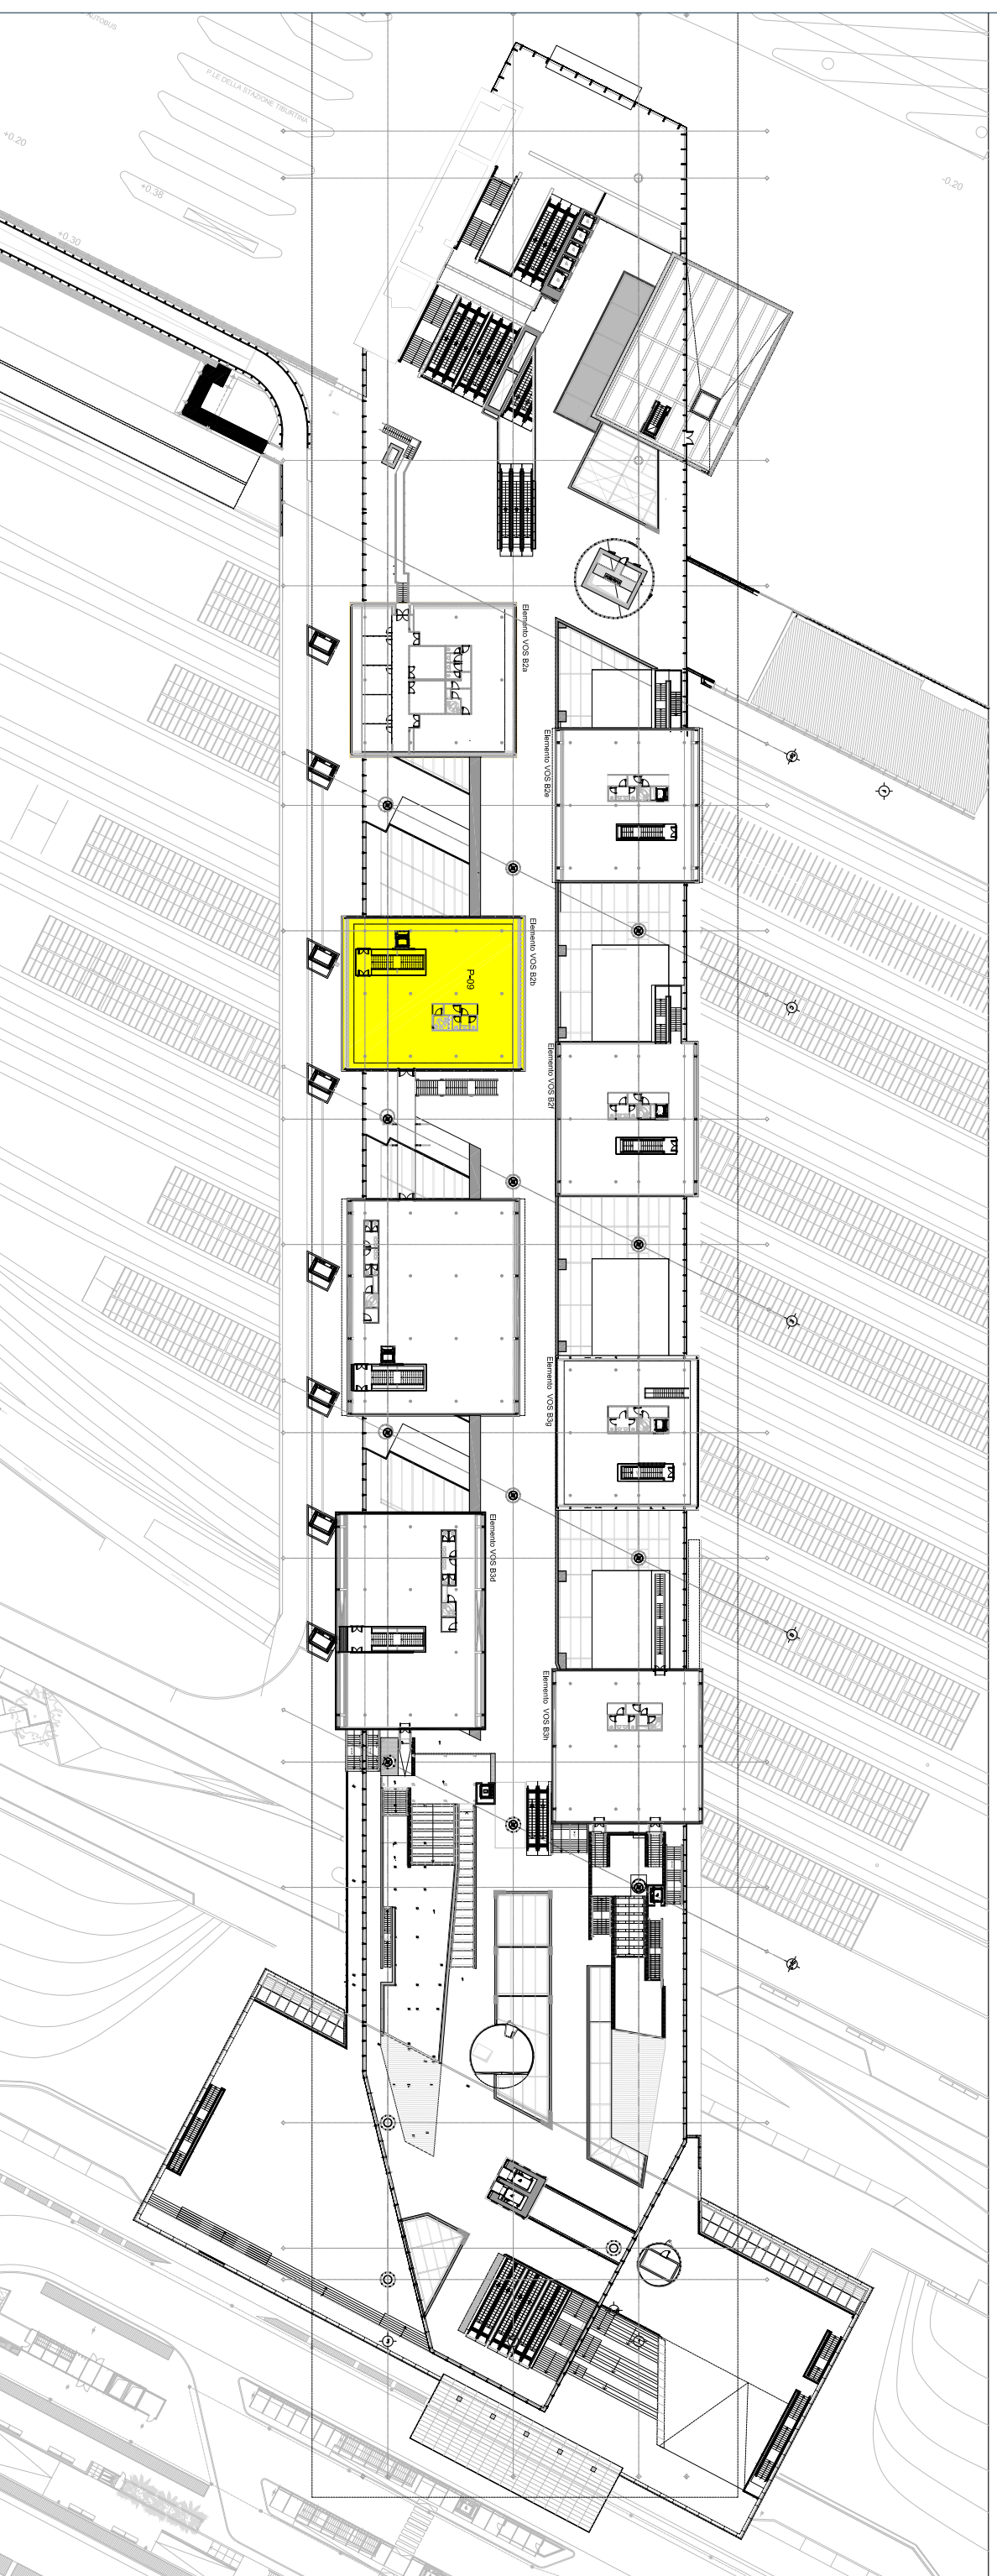 AUTOBUS
P.LE DELLA STAZIONE TIBURTINA
+0.20
+0.38
-0.20
+0.30
Elemento VOS B2a
Elemento VOS B2e
Elemento VOS B2b
P-09
Elemento VOS B2f
Elemento VOS B3g
Elemento VOS B3d
Elemento VOS B3h